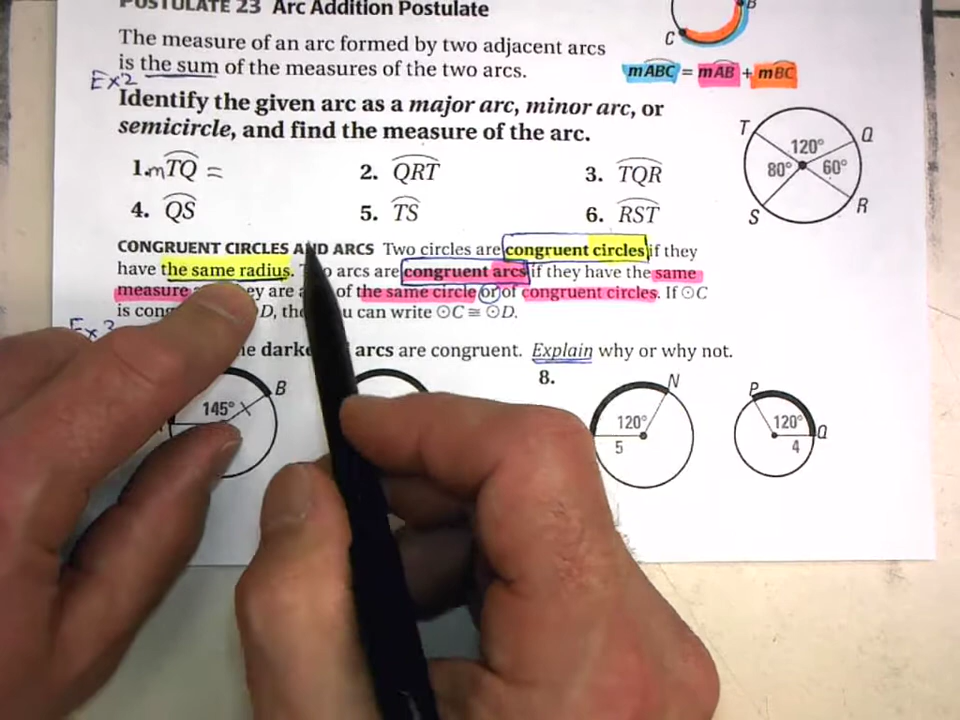 POSTULATE 23 Arc Addition Postulate
B
C
The measure of an arc formed by two adjacent arcs
is the sum of the measures of the two arcs.
mABC = mAB + mBC
Ex2
Identify the given arc as a major arc, minor arc, or
semicircle, and find the measure of the arc.
T
Q
120°
80°
60°
R
S
1. mTQ =
2. QRT
3. TQR
4. QS
5. TS
6. RST
CONGRUENT CIRCLES AND ARCS Two circles are congruent circles if they
have the same radius. arcs are congruent arcs if they have the same
measure are of the same circle or of congruent circles. If ⊙C
is D, u can write ⊙C ≅ ⊙D.
Ex3
arcs are congruent. Explain why or why not.
B
145°
8.
N
120°
5
P
120°
4
Q